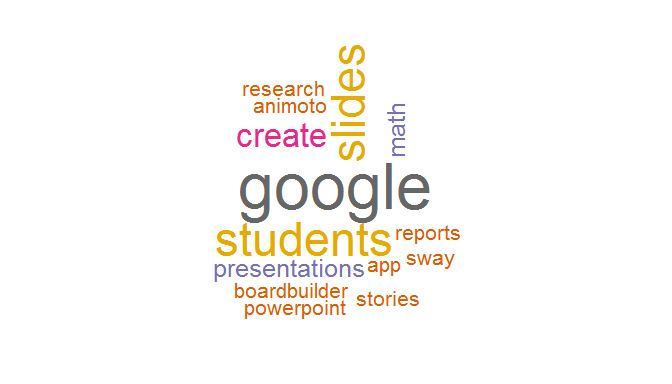 slides
research
animoto
math
create
google
students
reports
presentations
app
sway
boardbuilder
stories
powerpoint